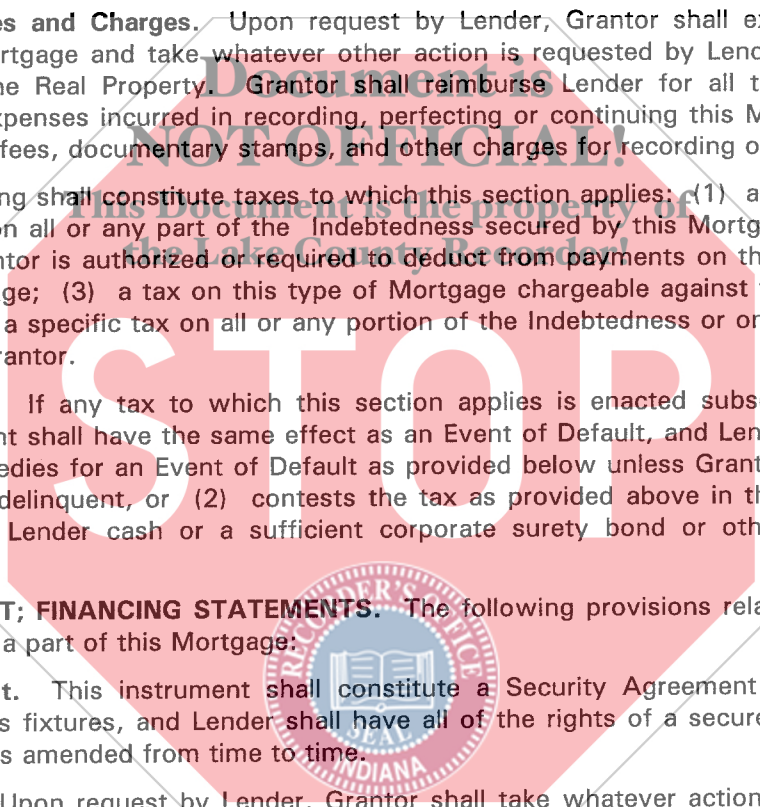 es and Charges. Upon request by Lender, Grantor shall ex
ortgage and take whatever other action is requested by Lend
he Real Property. Grantor shall reimburse Lender for all t
xpenses incurred in recording, perfecting or continuing this M
fees, documentary stamps, and other charges for recording o
ng shall constitute taxes to which this section applies: (1) a
on all or any part of the Indebtedness secured by this Mortg
ntor is authorized or required to deduct from payments on th
ge; (3) a tax on this type of Mortgage chargeable against
a specific tax on all or any portion of the Indebtedness or on
rantor.
If any tax to which this section applies is enacted subs
nt shall have the same effect as an Event of Default, and Len
edies for an Event of Default as provided below unless Grant
delinquent, or (2) contests the tax as provided above in th
Lender cash or a sufficient corporate surety bond or oth
T; FINANCING STATEMENTS. The following provisions rela
a part of this Mortgage:
t. This instrument shall constitute a Security Agreement
s fixtures, and Lender shall have all of the rights of a secure
s amended from time to time.
Upon request by Lender, Grantor shall take whatever action
Document is
NOT OFFICIAL!
This Document is the property of
the Lake County Recorder!
STOP
RECORDER'S OFFICE
SEAL
INDIANA